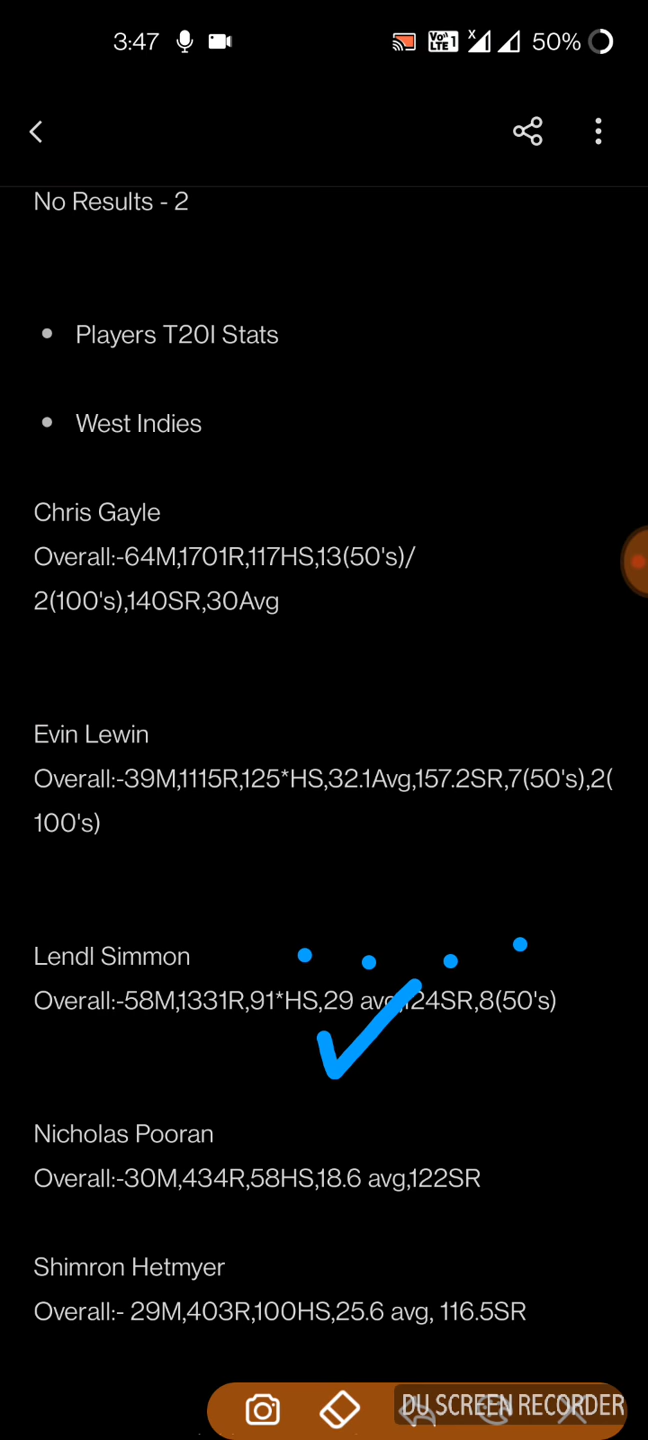 3:47
Vo
LTE 1
X
50%
No Results - 2
Players T20I Stats
West Indies
Chris Gayle
Overall:-64M,1701R,117HS,13(50's)/
2(100's),140SR,30Avg
Evin Lewin
Overall:-39M,1115R,125*HS,32.1Avg,157.2SR,7(50's),2(
100's)
Lendl Simmon
Overall:-58M,1331R,91*HS,29 avg,124SR,8(50's)
Nicholas Pooran
Overall:-30M,434R,58HS,18.6 avg,122SR
Shimron Hetmyer
Overall:- 29M,403R,100HS,25.6 avg, 116.5SR
DU SCREEN RECORDER